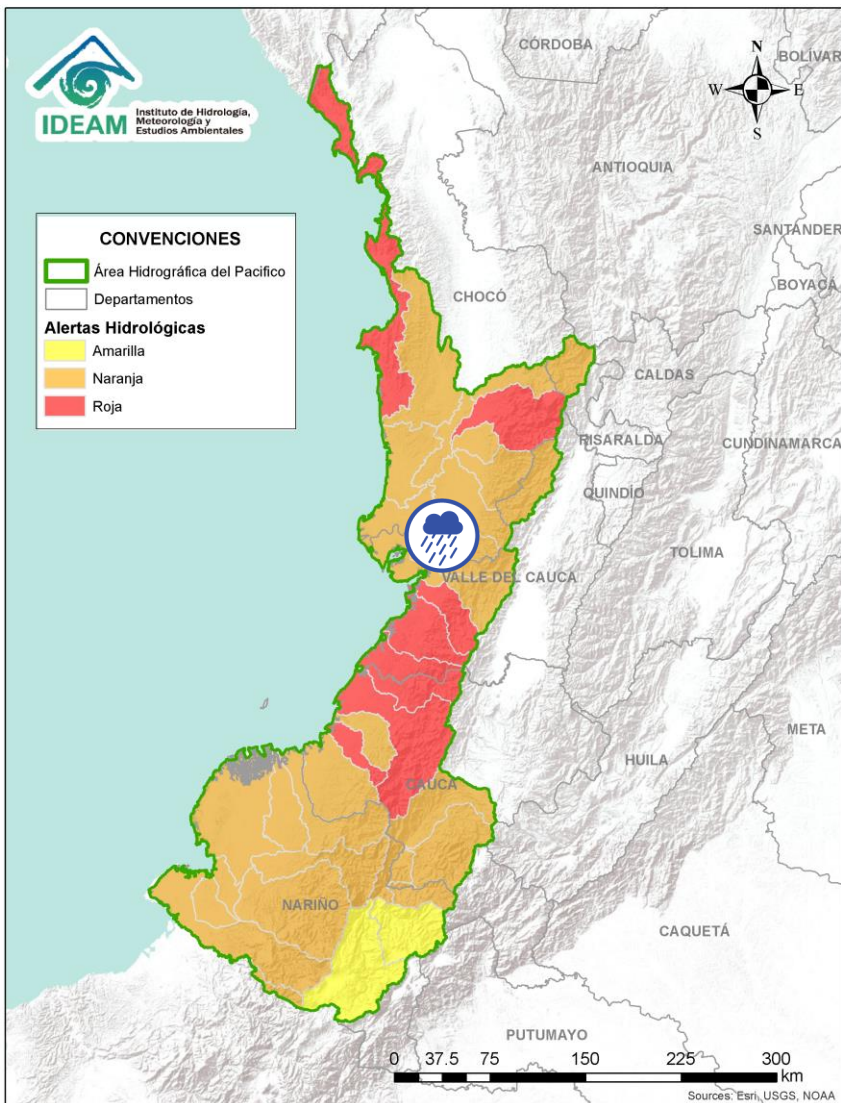 IDEAM
Instituto de Hidrología,
Meteorología y
Estudios Ambientales
CÓRDOBA
BOLÍVAR
N
W
E
S
ANTIOQUIA
SANTANDER
BOYACÁ
CONVENCIONES
Área Hidrográfica del Pacifico
Departamentos
Alertas Hidrológicas
Amarilla
Naranja
Roja
CHOCÓ
CALDAS
RISARALDA
CUNDINAMARCA
QUINDÍO
TOLIMA
VALLE DEL CAUCA
META
HUILA
CAUCA
NARIÑO
CAQUETÁ
PUTUMAYO
0 37.5 75 150 225 300
km
Sources: Esri, USGS, NOAA